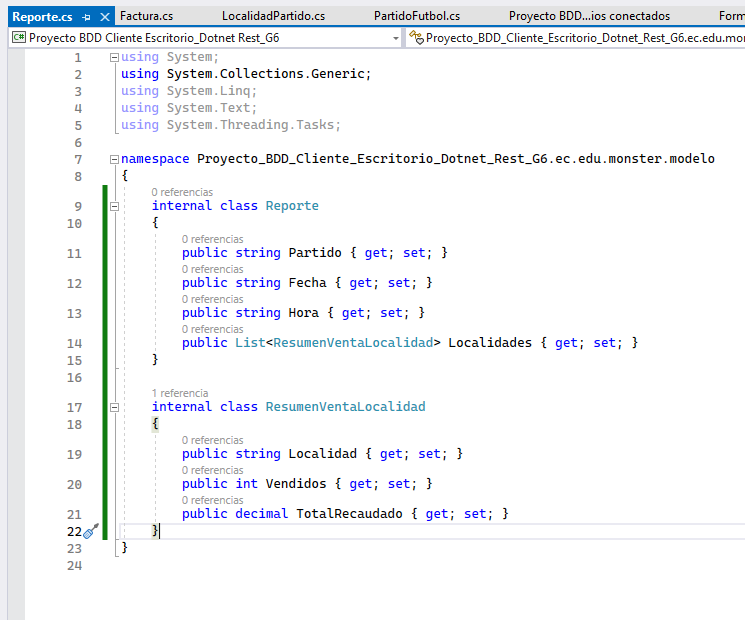 Reporte.cs Factura.cs LocalidadPartido.cs PartidoFutbol.cs Proyecto BDD...ios conectados Form
C# Proyecto BDD Cliente Escritorio_Dotnet Rest_G6 Proyecto_BDD_Cliente_Escritorio_Dotnet_Rest_G6.ec.edu.mon
1 using System;
2 using System.Collections.Generic;
3 using System.Linq;
4 using System.Text;
5 using System.Threading.Tasks;
6
7 namespace Proyecto_BDD_Cliente_Escritorio_Dotnet_Rest_G6.ec.edu.monster.modelo
8 {
0 referencias
9 internal class Reporte
10 {
0 referencias
11 public string Partido { get; set; }
0 referencias
12 public string Fecha { get; set; }
0 referencias
13 public string Hora { get; set; }
0 referencias
14 public List<ResumenVentaLocalidad> Localidades { get; set; }
15 }
16
1 referencia
17 internal class ResumenVentaLocalidad
18 {
0 referencias
19 public string Localidad { get; set; }
0 referencias
20 public int Vendidos { get; set; }
0 referencias
21 public decimal TotalRecaudado { get; set; }
22 }
23 }
24